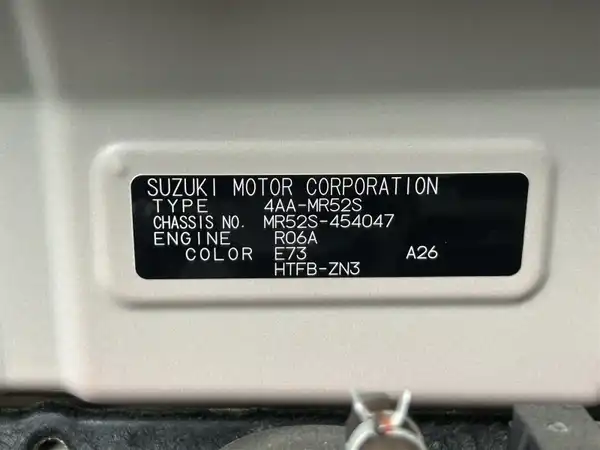 SUZUKI MOTOR CORPORATION
TYPE 4AA-MR52S
CHASSIS NO. MR52S-454047
ENGINE R06A
COLOR E73 A26
HTFB-ZN3